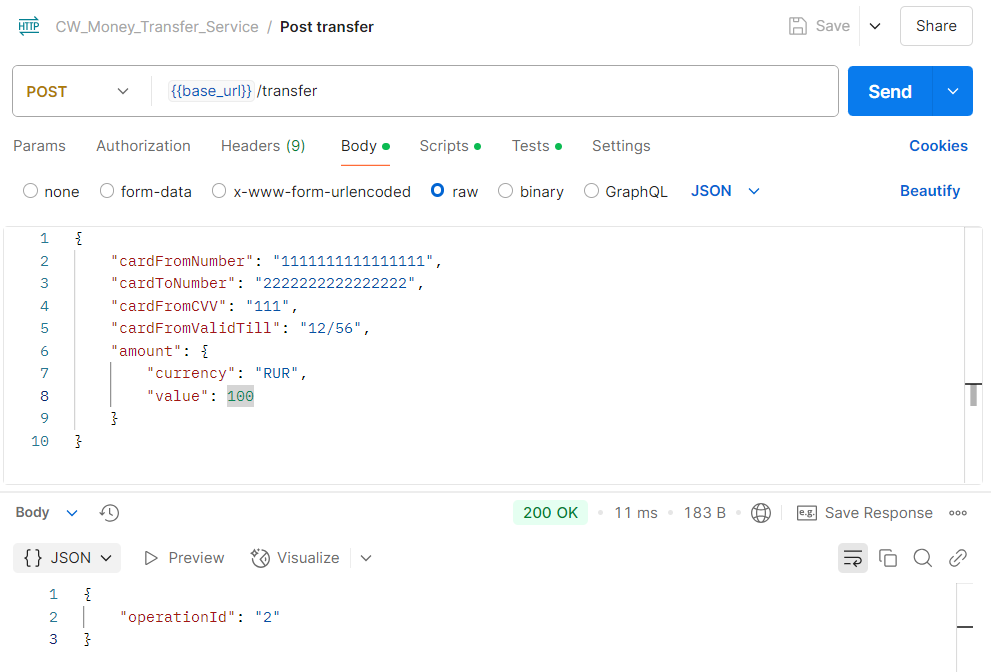 HTTP CW_Money_Transfer_Service / Post transfer Save Share
POST {{base_url}} /transfer Send
Params Authorization Headers (9) Body Scripts Tests Settings Cookies
none form-data x-www-form-urlencoded raw binary GraphQL JSON Beautify
1 {
2 "cardFromNumber": "1111111111111111",
3 "cardToNumber": "2222222222222222",
4 "cardFromCVV": "111",
5 "cardFromValidTill": "12/56",
6 "amount": {
7 "currency": "RUR",
8 "value": 100
9 }
10 }
Body 200 OK 11 ms 183 B e.g. Save Response
{} JSON Preview Visualize
1 {
2 "operationId": "2"
3 }